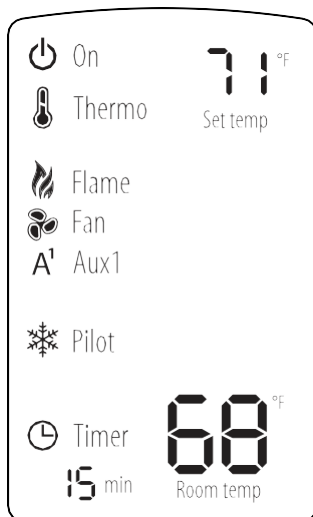 On
71 °F
Thermo
Set temp
Flame
Fan
A¹ Aux1
Pilot
Timer
68 °F
15 min
Room temp